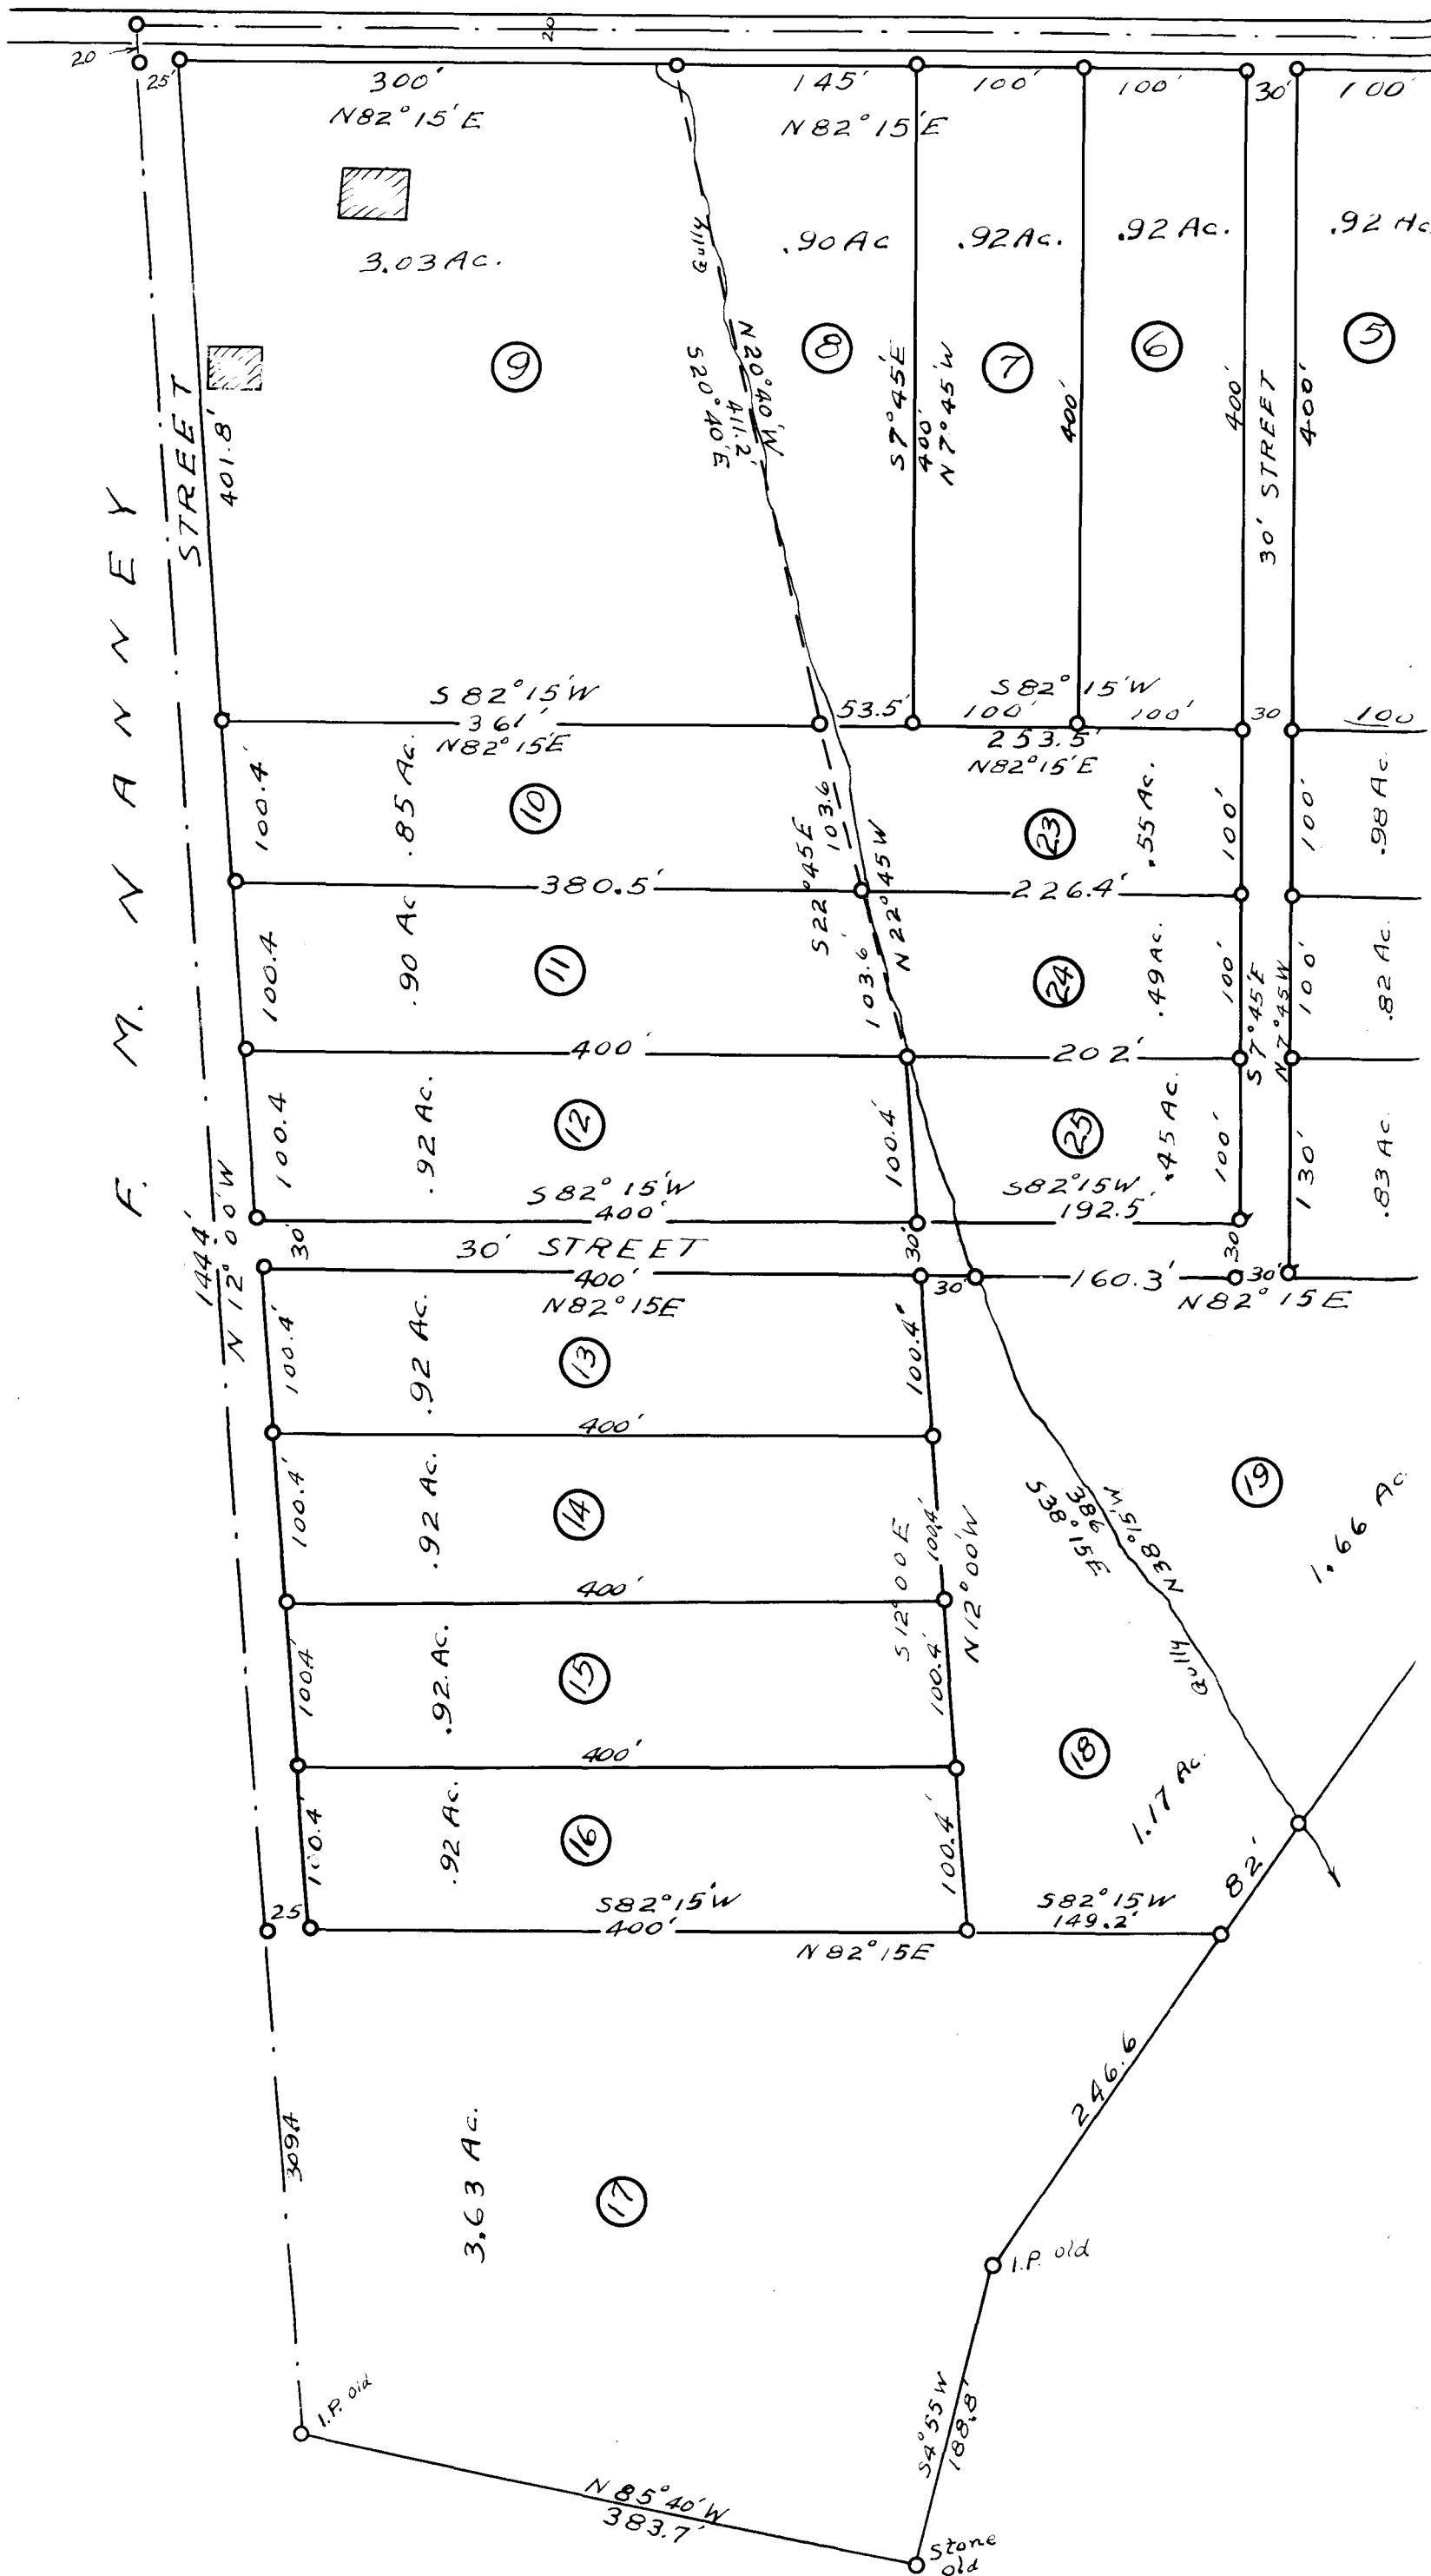 20
20
25'
300'
145'
100'
100'
30'
100'
N82°15'E
N82°15'E
3.03 Ac.
.90 Ac
.92 Ac.
.92 Ac.
Gully
9
8
7
6
5
N20°40'W
411.2'
S20°40'E
S7°45'E
400'
N7°45'W
400'
400'
30' STREET
400'
STREET
401.8'
F. M. NANNEY
S82°15'W
361'
N82°15'E
53.5'
S82°15'W
100'
100'
253.5'
N82°15'E
30
100
100.4'
.85 Ac.
10
S22°45E
103.6
23
.55 Ac.
100'
100'
.98 Ac.
380.5'
226.4'
N22°45W
100.4
.90 Ac
11
103.6'
24
.49 Ac.
100'
S7°45'E
N7°45W
100'
.82 Ac.
400'
202'
100.4
.92 Ac.
12
100.4'
25
.45 Ac.
100'
130'
.83 Ac
S82°15'W
400'
S82°15W
192.5'
1444'
N12°00'W
30'
30' STREET
30'
30'
400'
N82°15E
30'
160.3'
30'
N82°15E
100.4'
.92 Ac.
13
100.4'
400'
100.4'
.92 Ac.
14
S12°00E
100.4'
N12°00'W
N38°15'W
386
S38°15E
19
1.66 Ac
400'
100.4'
.92 Ac.
15
100.4'
Gully
400'
18
1.17 Ac.
100.4'
.92 Ac.
16
100.4'
82'
25
S82°15'W
400'
N82°15E
S82°15W
149.2'
309.4
3.63 Ac.
17
246.6
I.P. old
I.P. old
S4°55W
188.8'
N85°40'W
383.7'
Stone
old